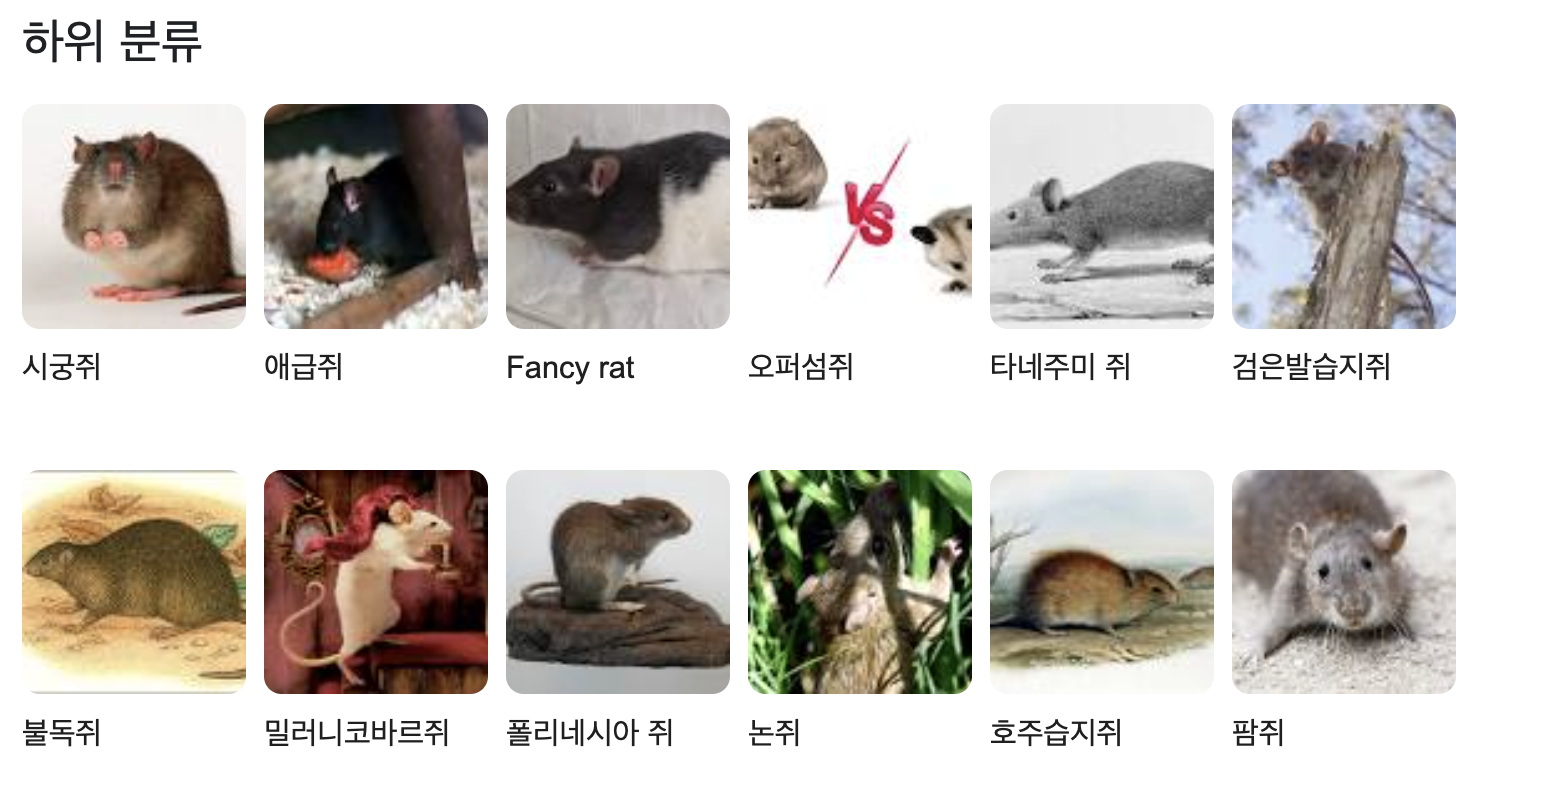 하위 분류
VS
시궁쥐
애급쥐
Fancy rat
오퍼섬쥐
타네주미 쥐
검은발습지쥐
불독쥐
밀러니코바르쥐
폴리네시아 쥐
논쥐
호주습지쥐
팜쥐